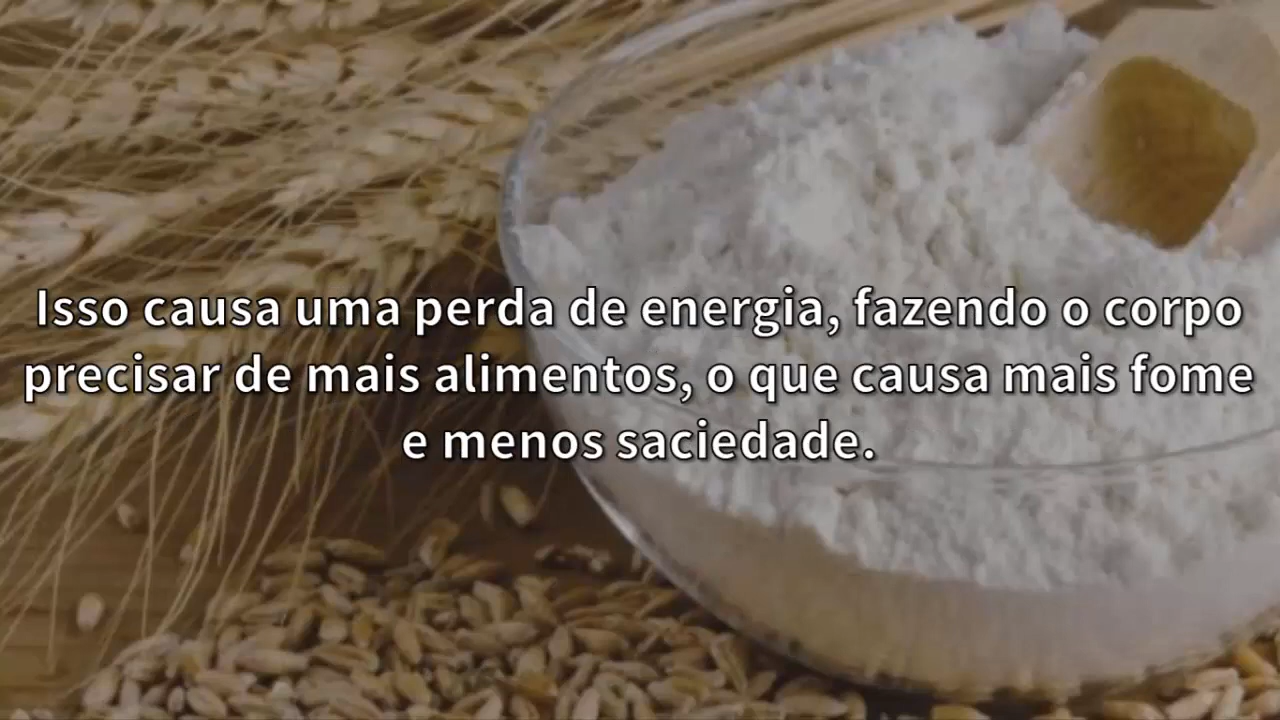 Isso causa uma perda de energia, fazendo o corpo
precisar de mais alimentos, o que causa mais fome
e menos saciedade.